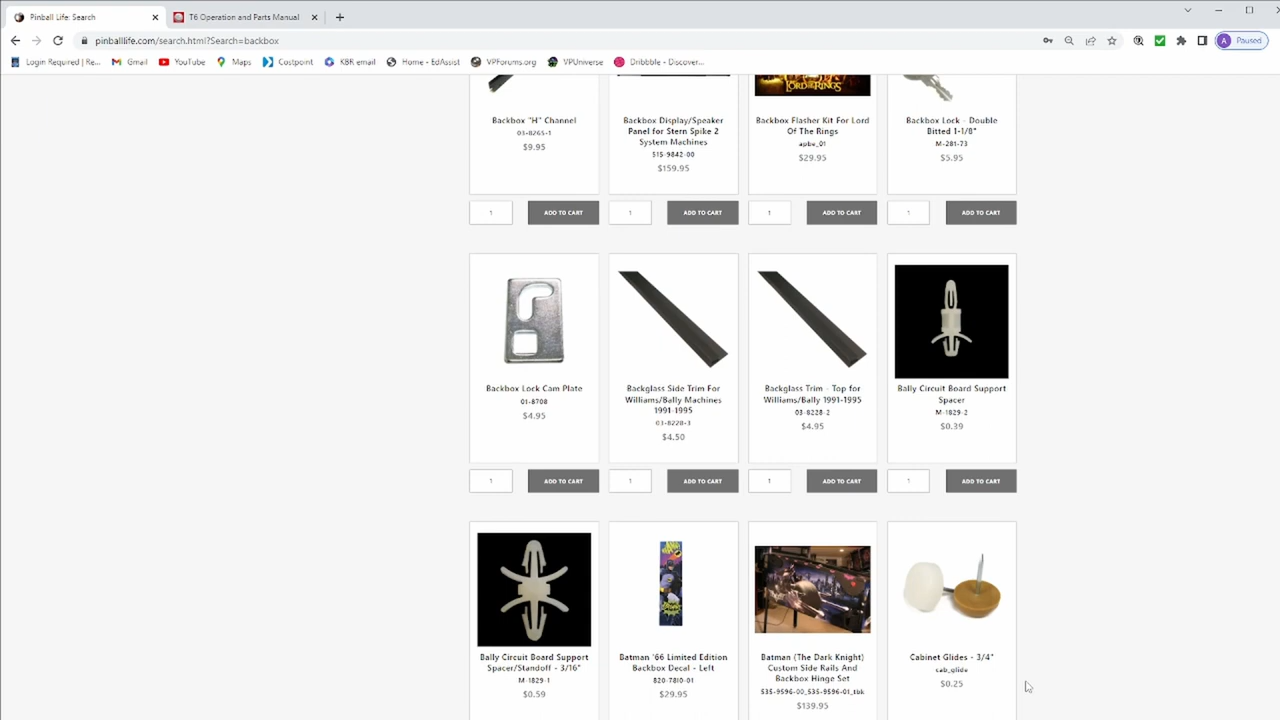 Pinball Life: Search
T6 Operation and Parts Manual
pinballlife.com/search.html?Search=backbox
A Paused
Login Required | Re...
Gmail
YouTube
Maps
Costpoint
KBR email
Home - EdAssist
VPForums.org
VPUniverse
Dribbble - Discover...
LORD OF THE RINGS
Backbox "H" Channel
03-8265-1
$9.95
Backbox Display/Speaker
Panel for Stern Spike 2
System Machines
515-9842-00
$159.95
Backbox Flasher Kit For Lord
Of The Rings
apbe_01
$29.95
Backbox Lock - Double
Bitted 1-1/8"
M-281-73
$5.95
1 ADD TO CART
1 ADD TO CART
1 ADD TO CART
1 ADD TO CART
Backbox Lock Cam Plate
01-8708
$4.95
Backglass Side Trim For
Williams/Bally Machines
1991-1995
03-8228-3
$4.50
Backglass Trim - Top for
Williams/Bally 1991-1995
03-8228-2
$4.95
Bally Circuit Board Support
Spacer
M-1829-2
$0.39
1 ADD TO CART
1 ADD TO CART
1 ADD TO CART
1 ADD TO CART
Bally Circuit Board Support
Spacer/Standoff - 3/16"
M-1829-1
$0.59
Batman '66 Limited Edition
Backbox Decal - Left
820-7810-01
$29.95
Batman (The Dark Knight)
Custom Side Rails And
Backbox Hinge Set
535-9596-00_535-9596-01_tbk
$139.95
Cabinet Glides - 3/4"
cab_glide
$0.25